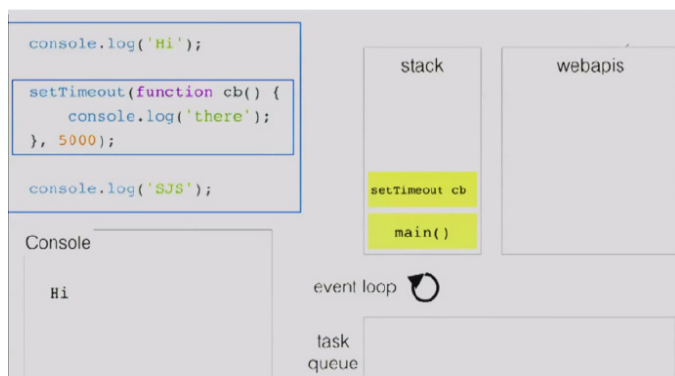 console.log('Hi');
setTimeout(function cb() {
console.log('there');
}, 5000);
console.log('SJS');
Console
Hi
stack
setTimeout cb
main()
webapis
event loop
task
queue